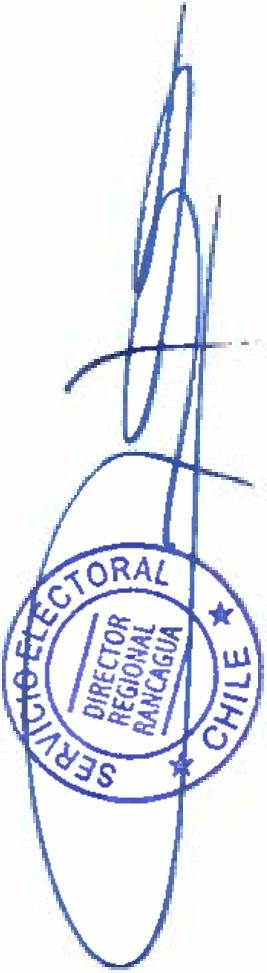 SERVICIO ELECTORAL
DIRECTOR
REGIONAL
RANCAGUA
★ CHILE ★